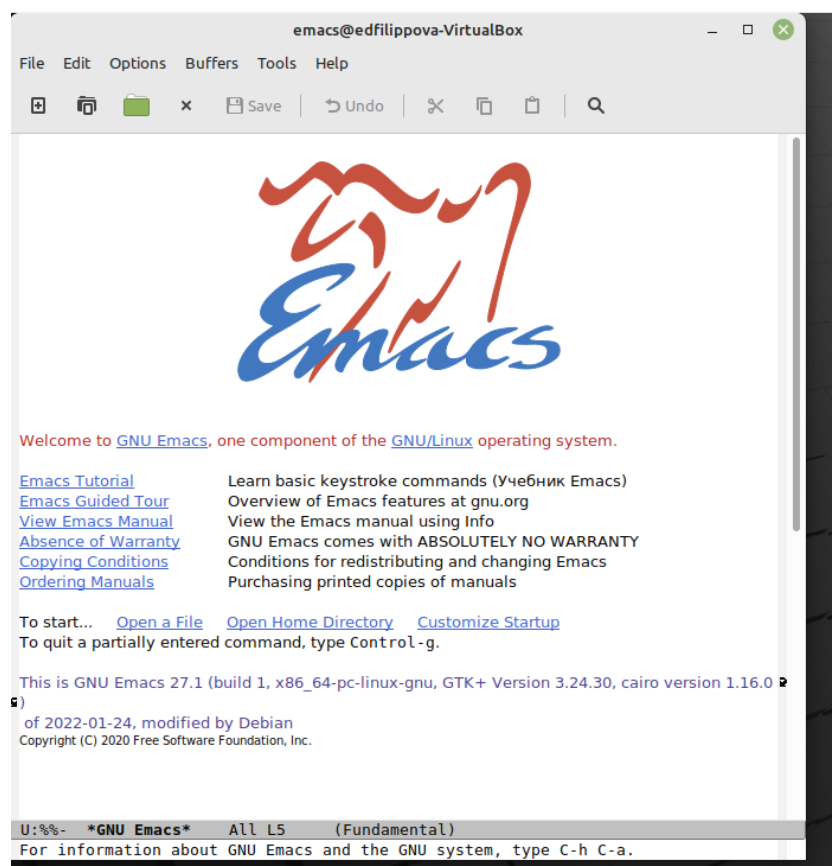 emacs@edfilippova-VirtualBox
File Edit Options Buffers Tools Help
Save Undo
Emacs
Welcome to GNU Emacs, one component of the GNU/Linux operating system.
Emacs Tutorial Learn basic keystroke commands (Учебник Emacs)
Emacs Guided Tour Overview of Emacs features at gnu.org
View Emacs Manual View the Emacs manual using Info
Absence of Warranty GNU Emacs comes with ABSOLUTELY NO WARRANTY
Copying Conditions Conditions for redistributing and changing Emacs
Ordering Manuals Purchasing printed copies of manuals
To start... Open a File Open Home Directory Customize Startup
To quit a partially entered command, type Control-g.
This is GNU Emacs 27.1 (build 1, x86_64-pc-linux-gnu, GTK+ Version 3.24.30, cairo version 1.16.0
)
of 2022-01-24, modified by Debian
Copyright (C) 2020 Free Software Foundation, Inc.
U:%%- *GNU Emacs* All L5 (Fundamental)
For information about GNU Emacs and the GNU system, type C-h C-a.